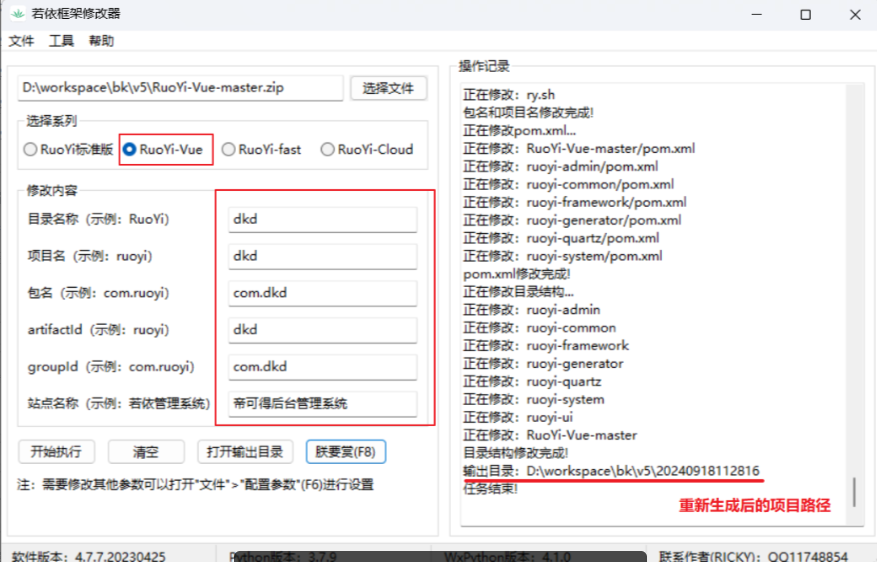 若依框架修改器
文件 工具 帮助
D:\workspace\bk\v5\RuoYi-Vue-master.zip 选择文件
选择系列
RuoYi标准版 RuoYi-Vue RuoYi-fast RuoYi-Cloud
修改内容
目录名称（示例：RuoYi） dkd
项目名（示例：ruoyi） dkd
包名（示例：com.ruoyi） com.dkd
artifactId（示例：ruoyi） dkd
groupId（示例：com.ruoyi） com.dkd
站点名称（示例：若依管理系统） 帝可得后台管理系统
开始执行 清空 打开输出目录 朕要赏(F8)
注：需要修改其他参数可以打开"文件">"配置参数"(F6)进行设置
操作记录
正在修改：ry.sh
包名和项目名修改完成!
正在修改pom.xml...
正在修改：RuoYi-Vue-master/pom.xml
正在修改：ruoyi-admin/pom.xml
正在修改：ruoyi-common/pom.xml
正在修改：ruoyi-framework/pom.xml
正在修改：ruoyi-generator/pom.xml
正在修改：ruoyi-quartz/pom.xml
正在修改：ruoyi-system/pom.xml
pom.xml修改完成!
正在修改目录结构...
正在修改：ruoyi-admin
正在修改：ruoyi-common
正在修改：ruoyi-framework
正在修改：ruoyi-generator
正在修改：ruoyi-quartz
正在修改：ruoyi-system
正在修改：ruoyi-ui
正在修改：RuoYi-Vue-master
目录结构修改完成!
输出目录：D:\workspace\bk\v5\20240918112816
任务结束!
重新生成后的项目路径
软件版本：4.7.7.20230425 Python版本：3.7.9 WxPython版本：4.1.0 联系作者(RICKY)：QQ11748854